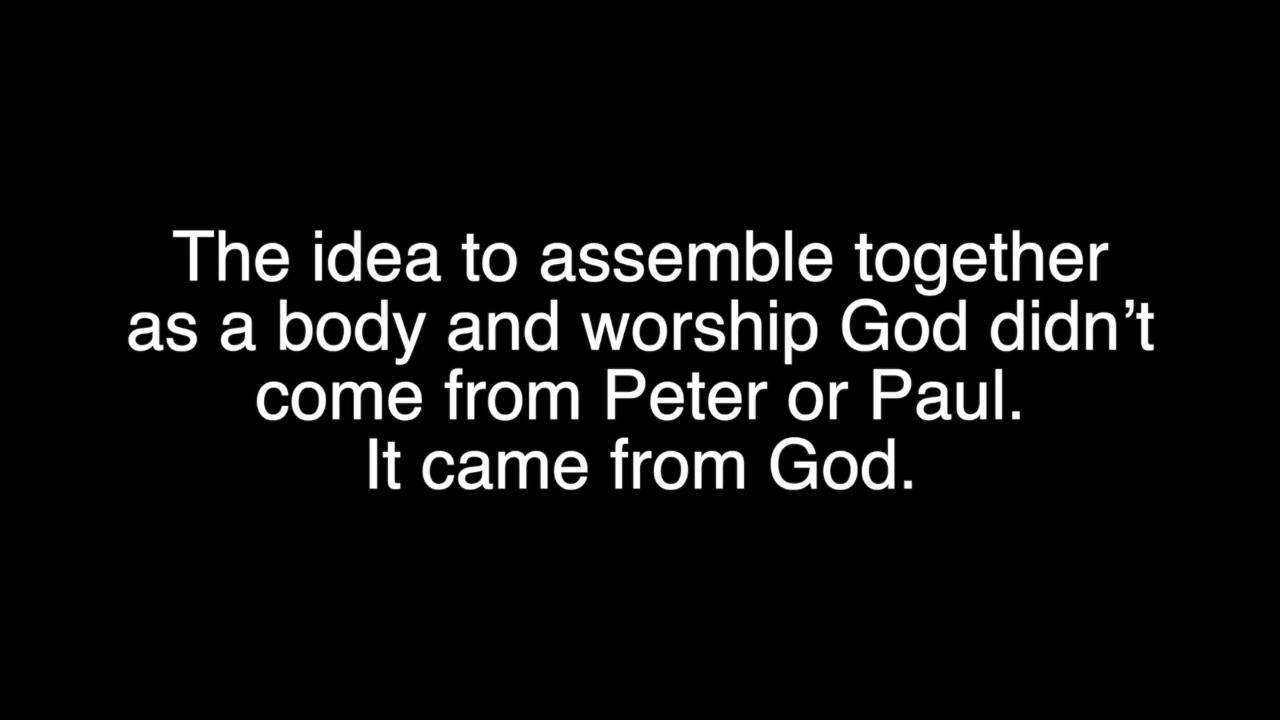 The idea to assemble together
as a body and worship God didn’t
come from Peter or Paul.
It came from God.